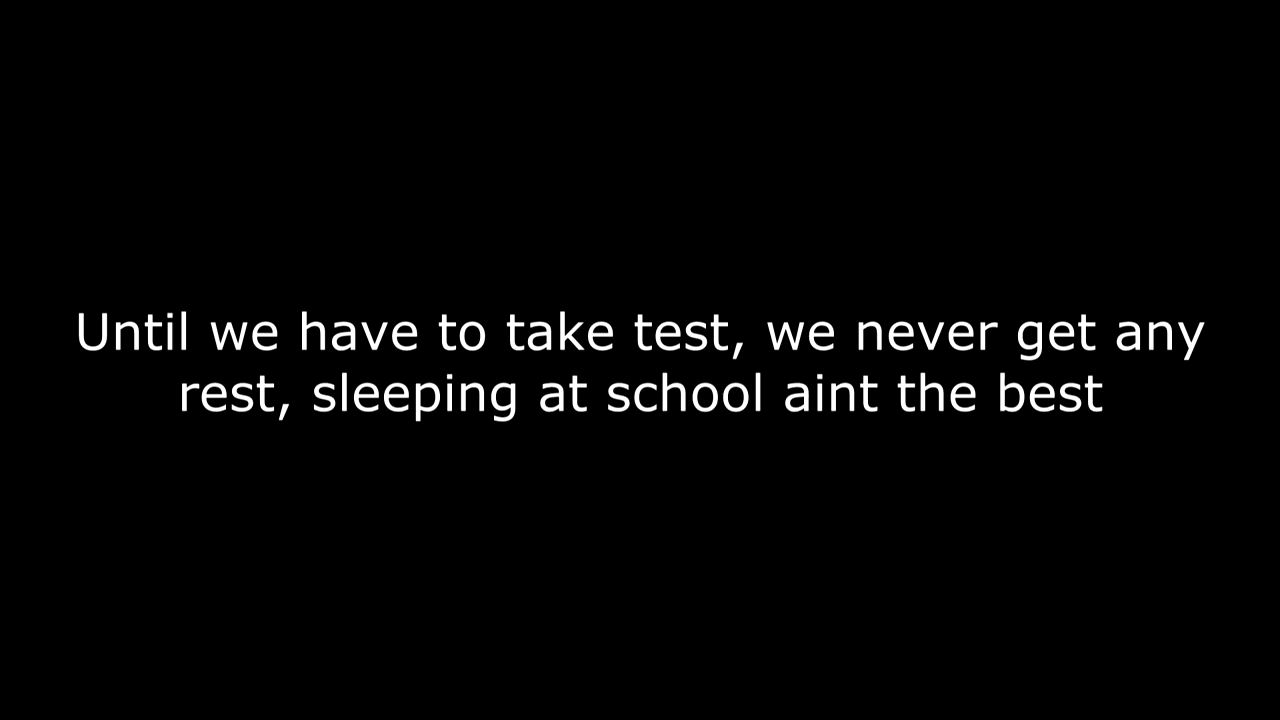 Until we have to take test, we never get any
rest, sleeping at school aint the best